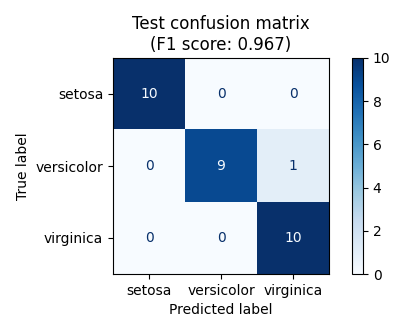 Test confusion matrix
(F1 score: 0.967)
True label
setosa 10 0 0
versicolor 0 9 1
virginica 0 0 10
setosa versicolor virginica
Predicted label
10
8
6
4
2
0